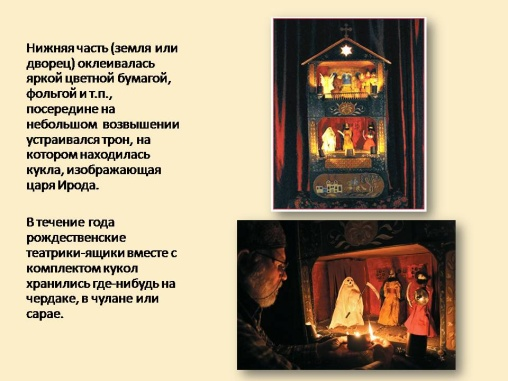 Нижняя часть (земля или
дворец) оклеивалась
яркой цветной бумагой,
фольгой и т.п.,
посередине на
небольшом возвышении
устраивался трон, на
котором находилась
кукла, изображающая
царя Ирода.
В течение года
рождественские
театрики-ящики вместе с
комплектом кукол
хранились где-нибудь на
чердаке, в чулане или
сарае.